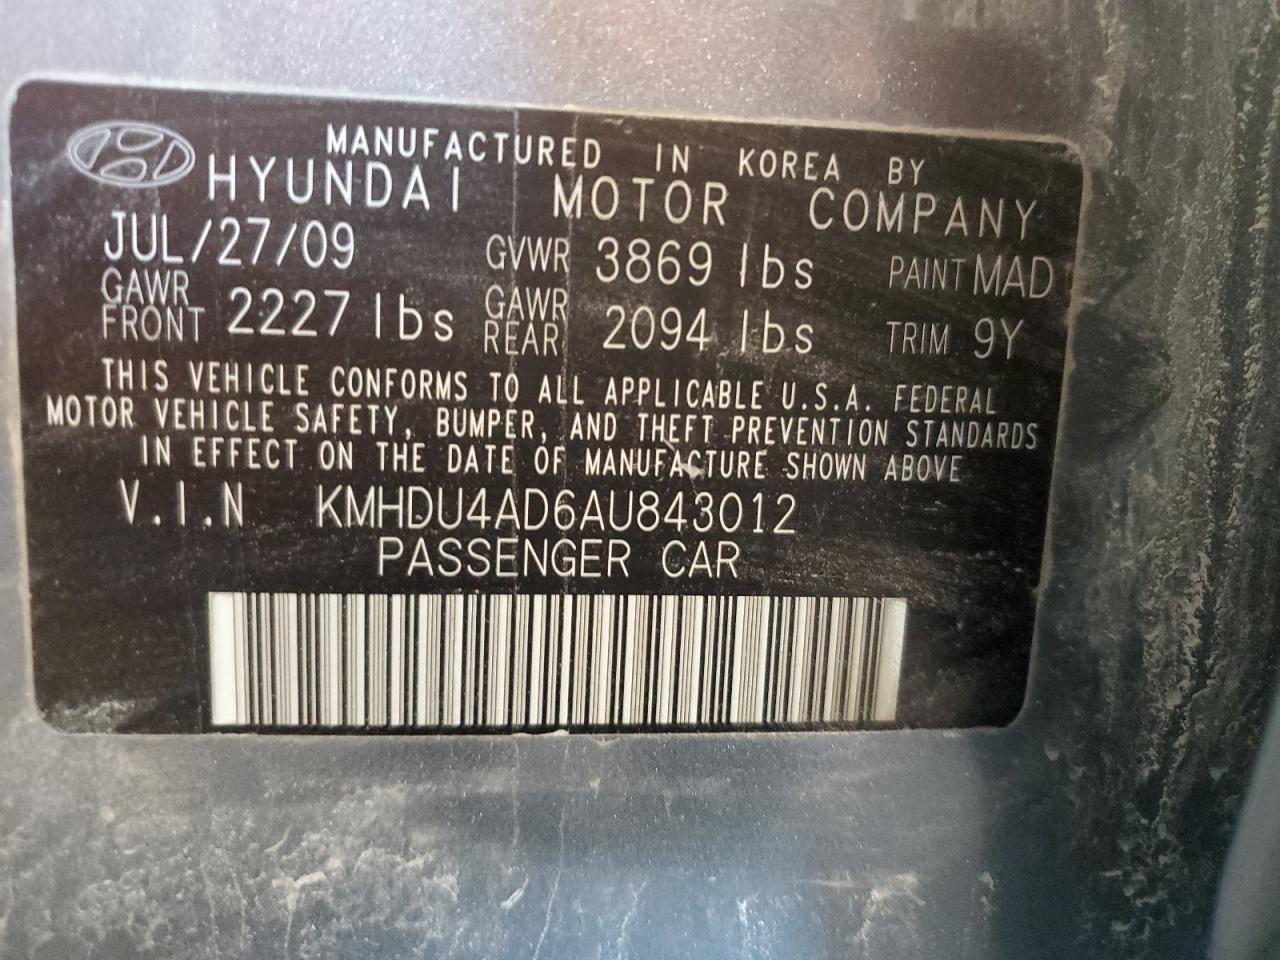 MANUFACTURED IN KOREA BY
HYUNDAI MOTOR COMPANY
JUL/27/09 GVWR 3869 lbs PAINT MAD
GAWR FRONT 2227 lbs GAWR REAR 2094 lbs TRIM 9Y
THIS VEHICLE CONFORMS TO ALL APPLICABLE U.S.A. FEDERAL
MOTOR VEHICLE SAFETY, BUMPER, AND THEFT PREVENTION STANDARDS
IN EFFECT ON THE DATE OF MANUFACTURE SHOWN ABOVE
V.I.N KMHDU4AD6AU843012
PASSENGER CAR